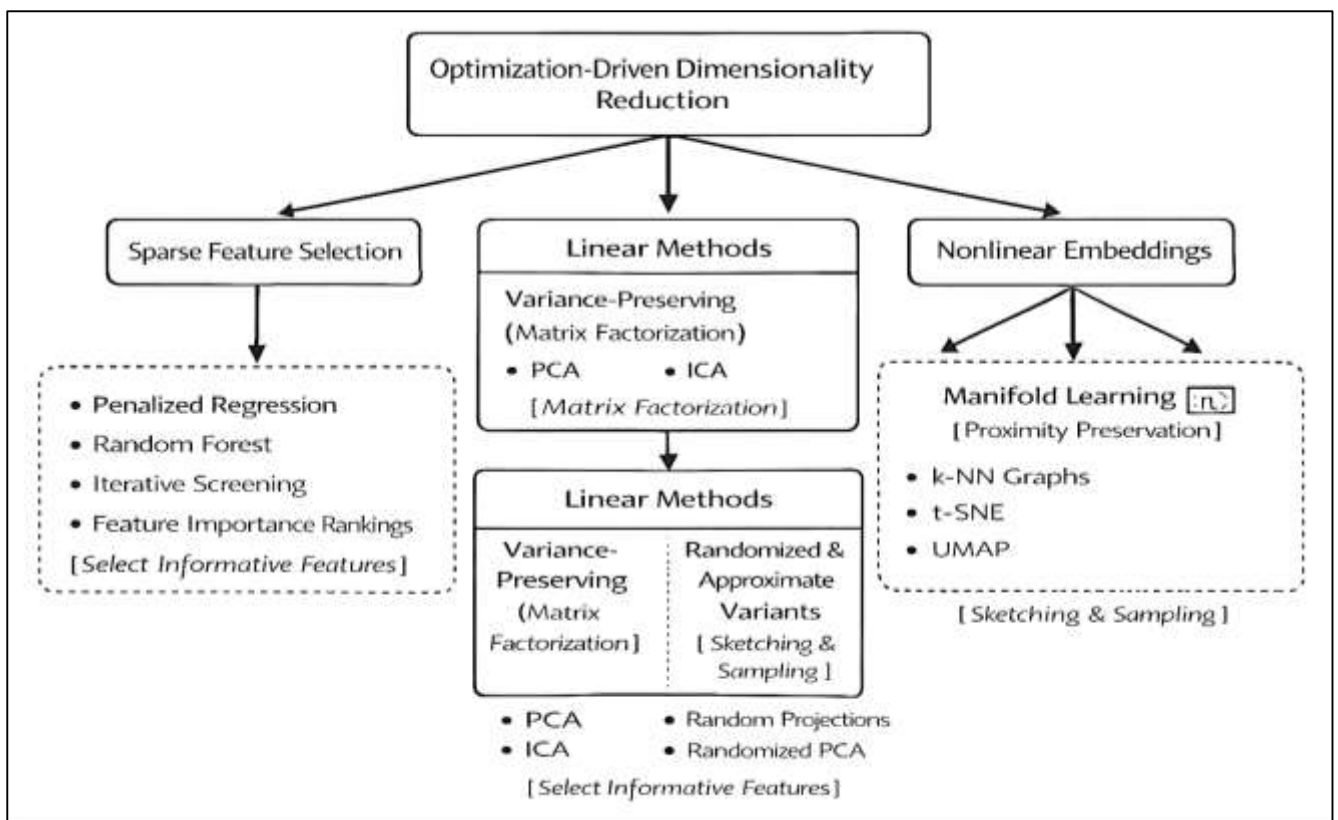 Optimization-Driven Dimensionality
Reduction
Sparse Feature Selection
• Penalized Regression
• Random Forest
• Iterative Screening
• Feature Importance Rankings
[Select Informative Features]
Linear Methods
Variance-Preserving
(Matrix Factorization)
• PCA • ICA
[Matrix Factorization]
Linear Methods
Variance-
Preserving
(Matrix
Factorization]
Randomized &
Approximate
Variants
[ Sketching &
Sampling ]
• PCA
• ICA
• Random Projections
• Randomized PCA
[Select Informative Features]
Nonlinear Embeddings
Manifold Learning
[Proximity Preservation]
• k-NN Graphs
• t-SNE
• UMAP
[ Sketching & Sampling ]